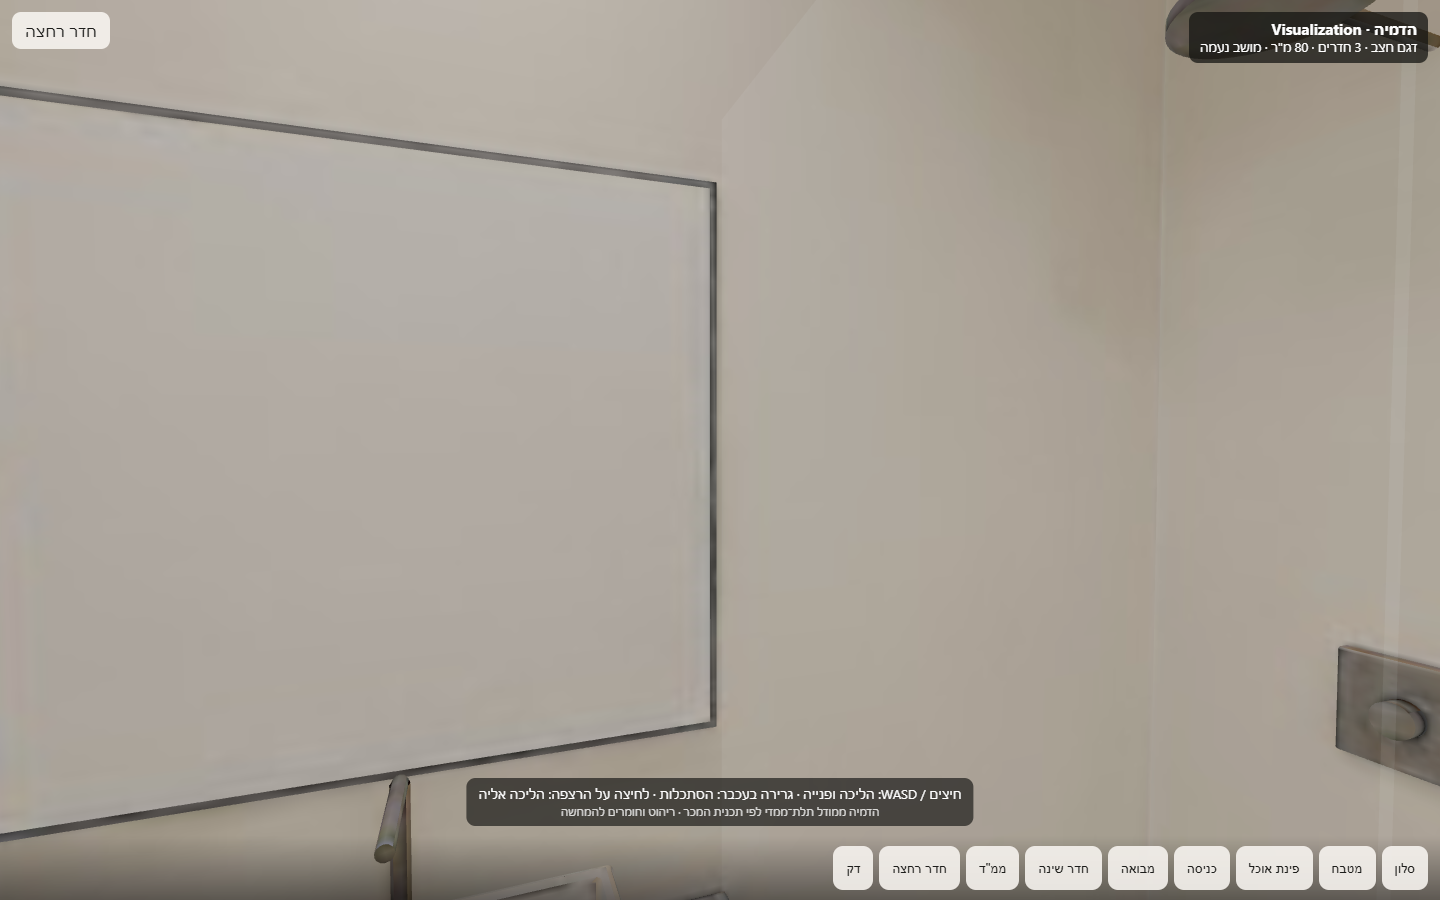 הדמיה · Visualization
דגם חצב · 3 חדרים · 80 מ"ר · מושב נעמה
חדר רחצה
חיצים / WASD: הליכה ופנייה · גרירה בעכבר: הסתכלות · לחיצה על הרצפה: הליכה אליה
הדמיה ממודל תלת־ממדי לפי תכנית המכר · ריהוט וחומרים להמחשה
סלון
מטבח
פינת אוכל
כניסה
מבואה
חדר שינה
ממ"ד
חדר רחצה
דק